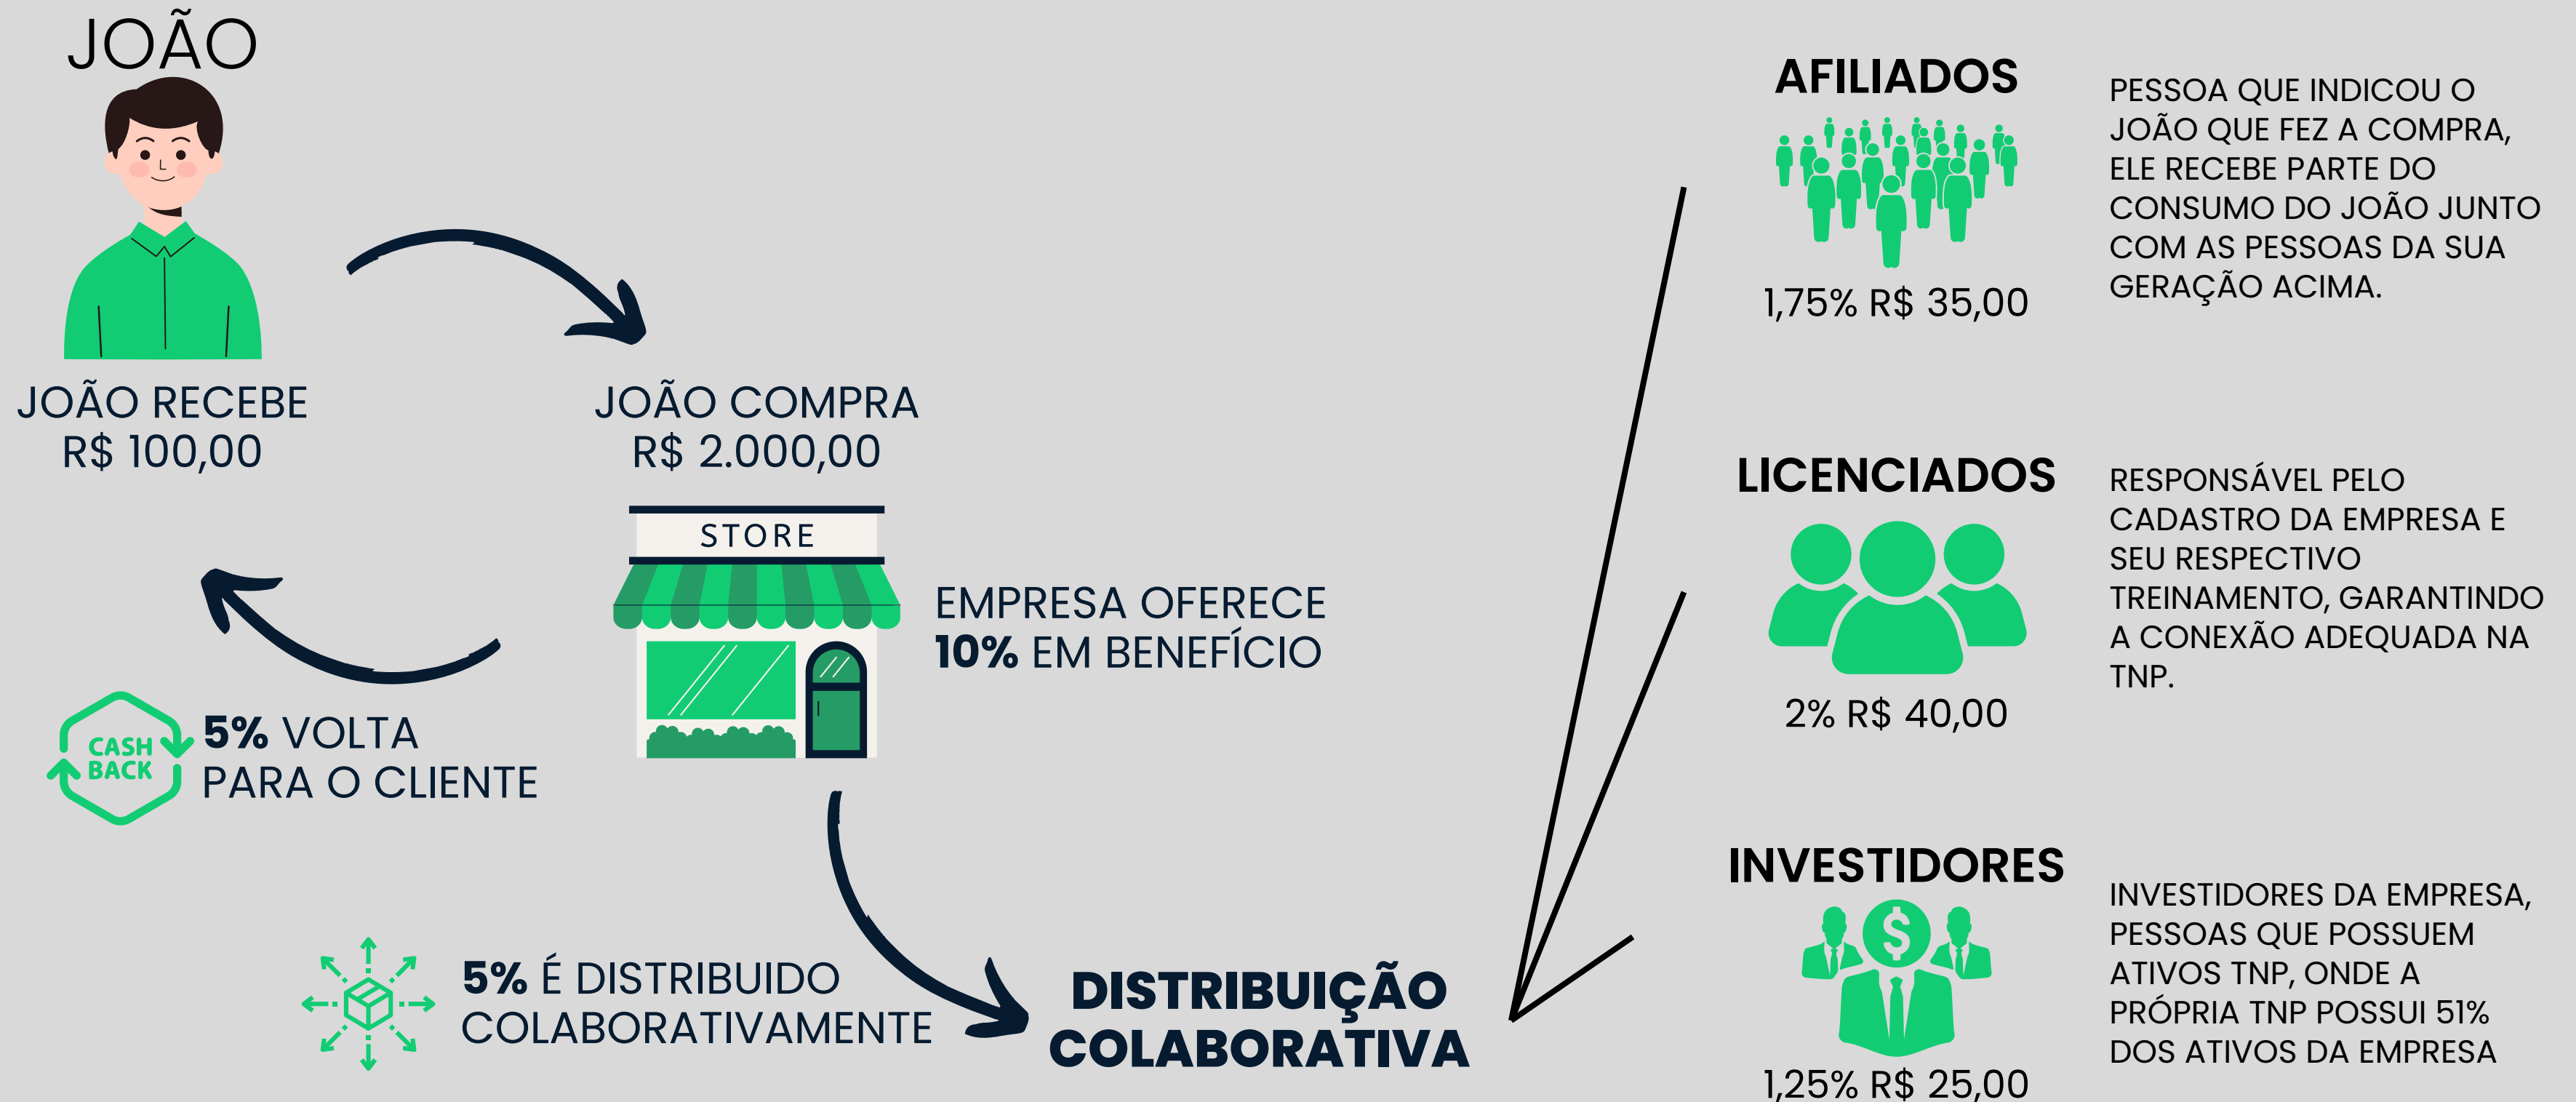 JOÃO
JOÃO RECEBE
R$ 100,00
JOÃO COMPRA
R$ 2.000,00
STORE
EMPRESA OFERECE
10% EM BENEFÍCIO
CASH
BACK
5% VOLTA
PARA O CLIENTE
5% É DISTRIBUIDO
COLABORATIVAMENTE
DISTRIBUIÇÃO
COLABORATIVA
AFILIADOS
1,75% R$ 35,00
PESSOA QUE INDICOU O
JOÃO QUE FEZ A COMPRA,
ELE RECEBE PARTE DO
CONSUMO DO JOÃO JUNTO
COM AS PESSOAS DA SUA
GERAÇÃO ACIMA.
LICENCIADOS
2% R$ 40,00
RESPONSÁVEL PELO
CADASTRO DA EMPRESA E
SEU RESPECTIVO
TREINAMENTO, GARANTINDO
A CONEXÃO ADEQUADA NA
TNP.
INVESTIDORES
$
1,25% R$ 25,00
INVESTIDORES DA EMPRESA,
PESSOAS QUE POSSUEM
ATIVOS TNP, ONDE A
PRÓPRIA TNP POSSUI 51%
DOS ATIVOS DA EMPRESA